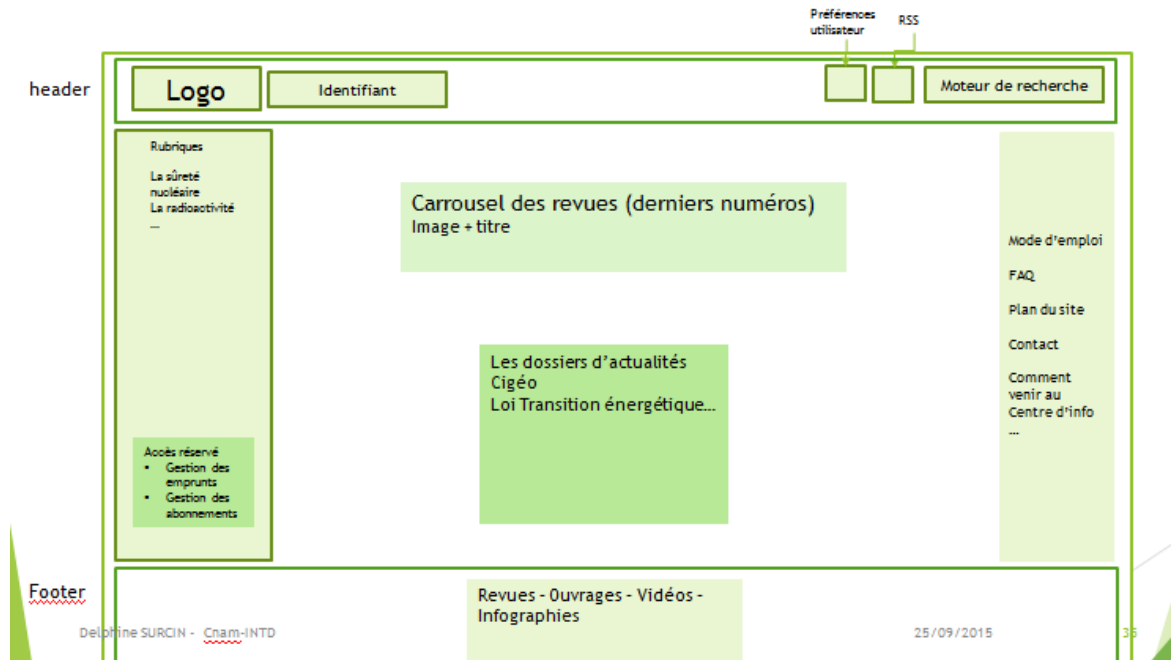 Préférences
utilisateur
RSS
header
Logo
Identifiant
Moteur de recherche
Rubriques
La sûreté
nucléaire
La radioactivité
...
Accès réservé
• Gestion des
emprunts
• Gestion des
abonnements
Carrousel des revues (derniers numéros)
Image + titre
Les dossiers d'actualités
Cigéo
Loi Transition énergétique...
Mode d'emploi
FAQ
Plan du site
Contact
Comment
venir au
Centre d'info
...
Footer
Revues - Ouvrages - Vidéos -
Infographies
Delphine SURCIN - Cnam-INTD
25/09/2015